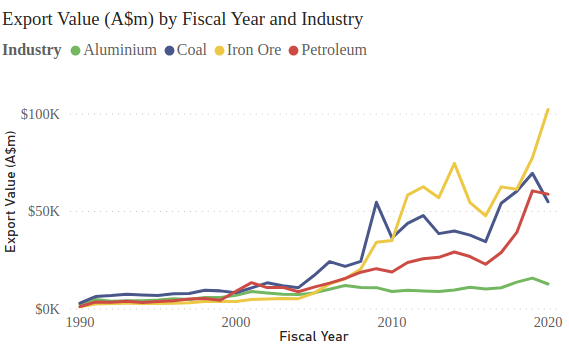 Export Value (A$m) by Fiscal Year and Industry
Industry Aluminium Coal Iron Ore Petroleum
$100K
$50K
$0K
Export Value (A$m)
1990 2000 2010 2020
Fiscal Year